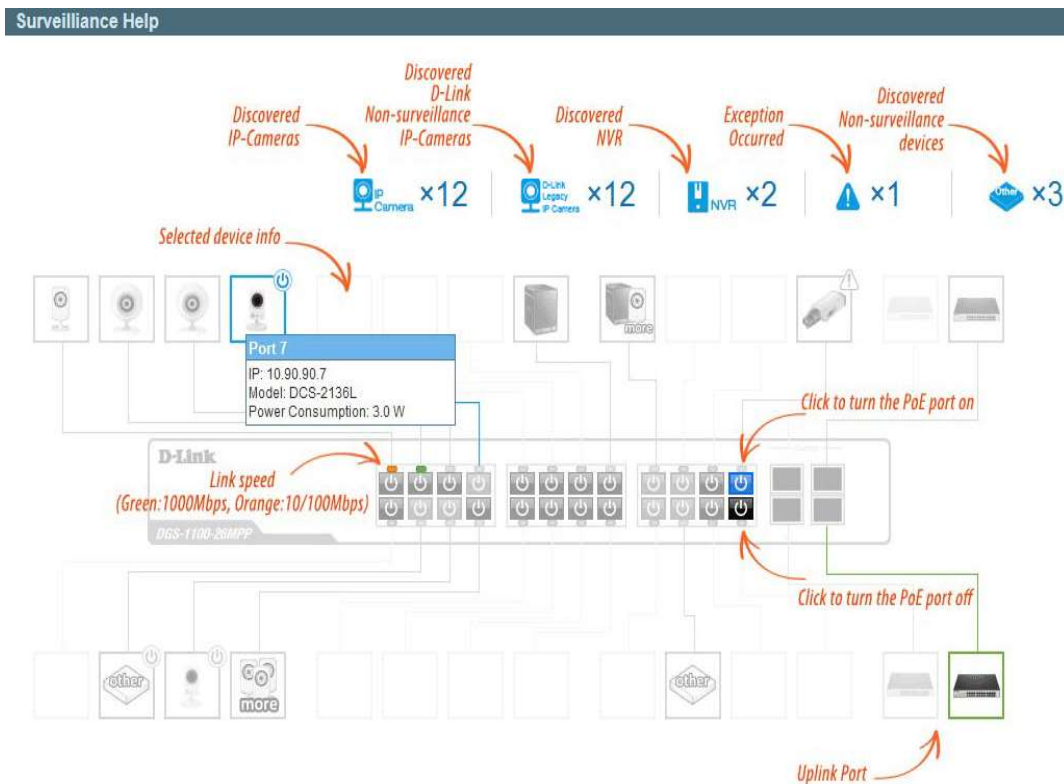 Surveilliance Help
Discovered
IP-Cameras
Discovered
D-Link
Non-surveillance
IP-Cameras
Discovered
NVR
Exception
Occurred
Discovered
Non-surveillance
devices
IP
Camera
×12
D-Link
Legacy
IP Camera
×12
NVR ×2
×1
Other ×3
Selected device info
more
Port 7
IP: 10.90.90.7
Model: DCS-2136L
Power Consumption: 3.0 W
Click to turn the PoE port on
D-Link
Link speed
(Green:1000Mbps, Orange:10/100Mbps)
DGS-1100-26MPP
Click to turn the PoE port off
other
more
other
Uplink Port